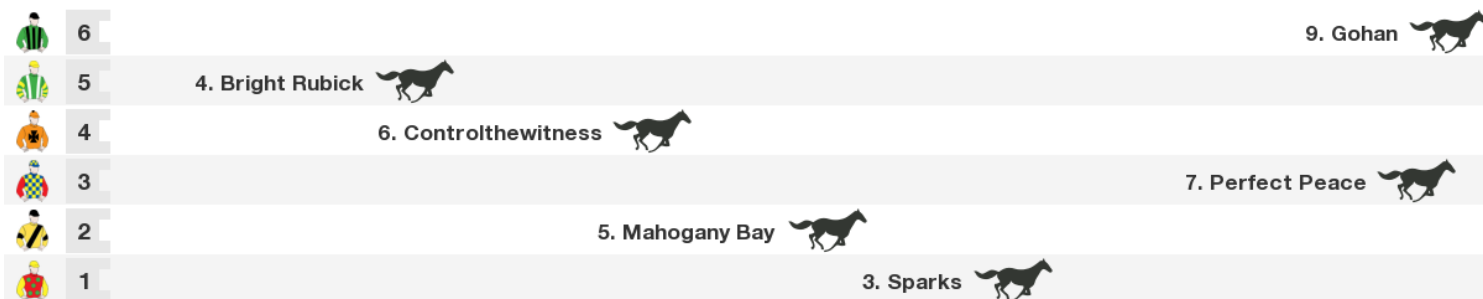 6 9. Gohan
5 4. Bright Rubick
4 6. Controlthewitness
3 7. Perfect Peace
2 5. Mahogany Bay
1 3. Sparks